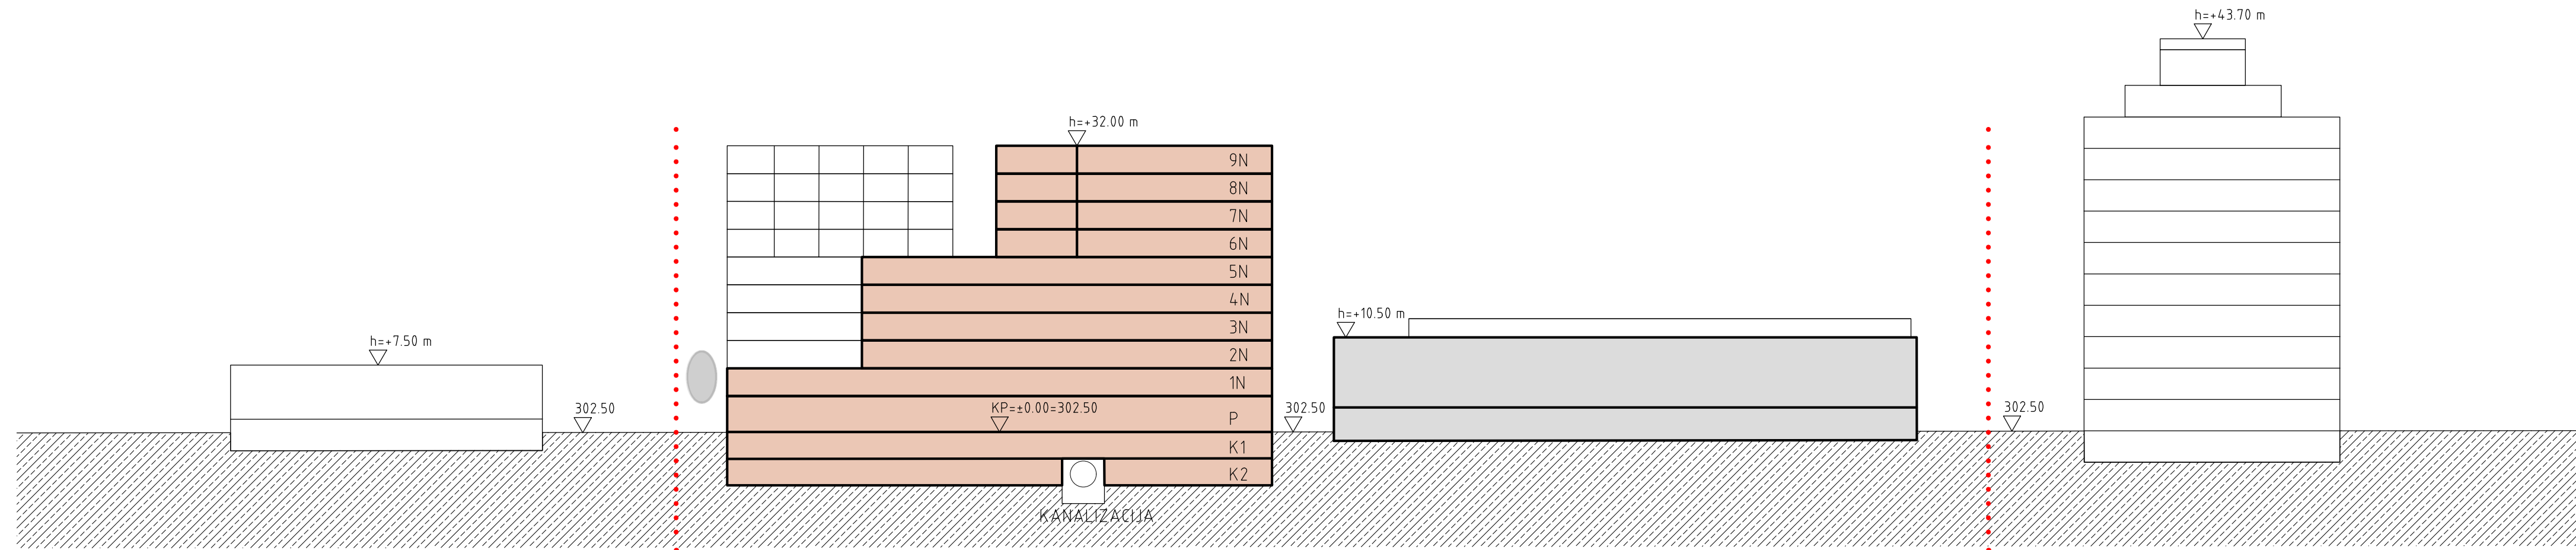 h=+43.70 m
h=+32.00 m
9N
8N
7N
6N
5N
4N
3N
2N
1N
P
K1
K2
h=+10.50 m
h=+7.50 m
302.50
KP=±0.00=302.50
302.50
302.50
KANALIZACIJA